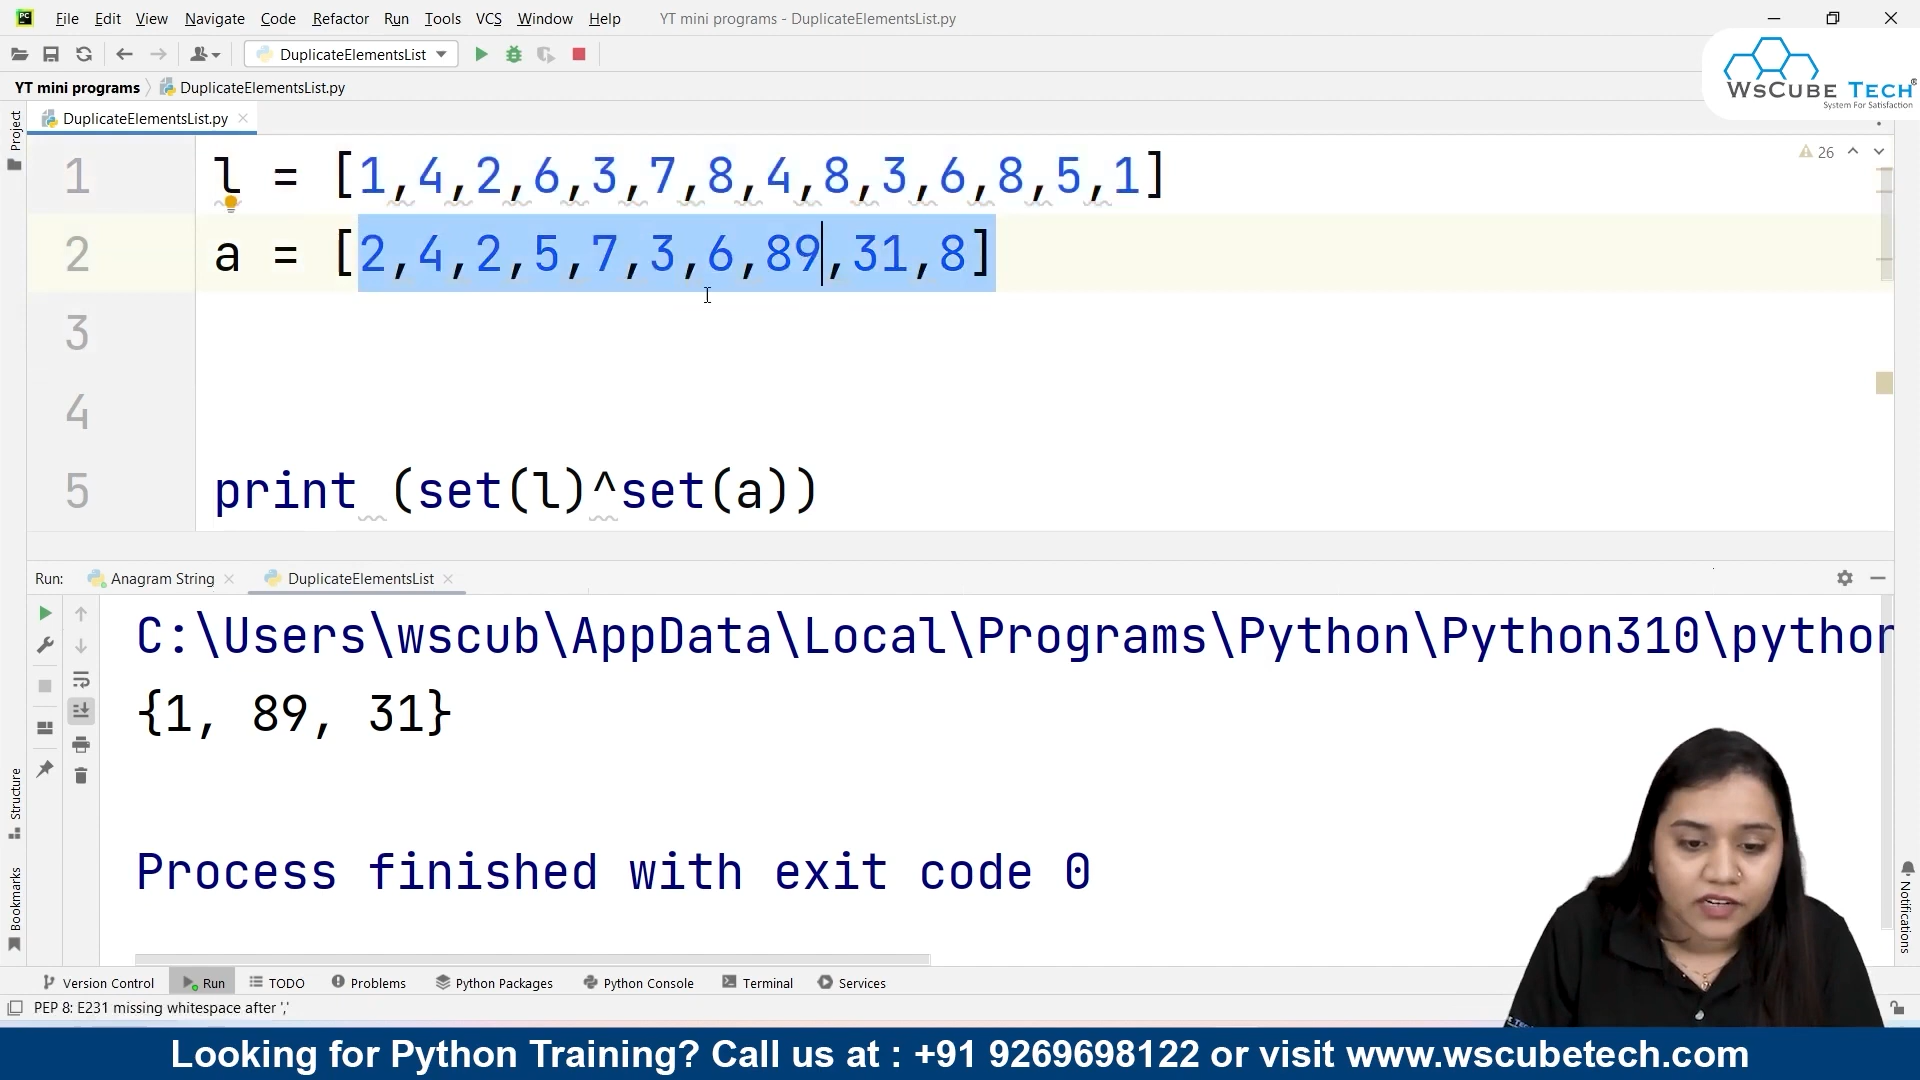 File Edit View Navigate Code Refactor Run Tools VCS Window Help YT mini programs - DuplicateElementsList.py
DuplicateElementsList
WsCube Tech®
System For Satisfaction
YT mini programs DuplicateElementsList.py
DuplicateElementsList.py
Project
1 l = [1,4,2,6,3,7,8,4,8,3,6,8,5,1]
26
2 a = [2,4,2,5,7,3,6,89,31,8]
3
4
5 print (set(l)^set(a))
Run: Anagram String DuplicateElementsList
C:\Users\wscub\AppData\Local\Programs\Python\Python310\python
{1, 89, 31}
Process finished with exit code 0
Structure
Bookmarks
Notifications
Version Control Run TODO Problems Python Packages Python Console Terminal Services
PEP 8: E231 missing whitespace after ','
Looking for Python Training? Call us at : +91 9269698122 or visit www.wscubetech.com